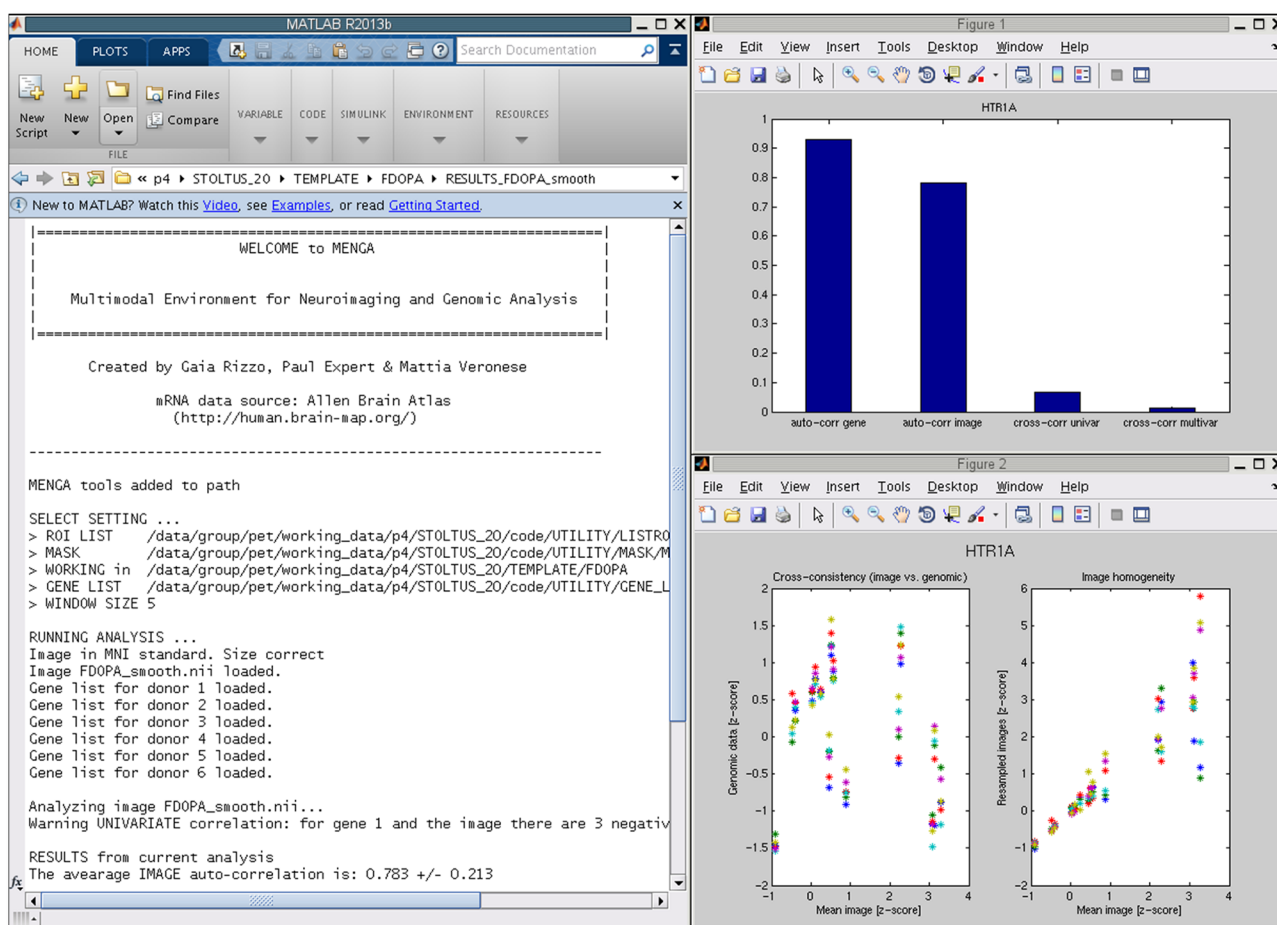 MATLAB R2013b
HOME PLOTS APPS Search Documentation
New Script New Open Find Files Compare VARIABLE CODE SIMULINK ENVIRONMENT RESOURCES
FILE
« p4 STOLTUS_20 TEMPLATE FDOPA RESULTS_FDOPA_smooth
New to MATLAB? Watch this Video, see Examples, or read Getting Started.
WELCOME to MENGA
Multimodal Environment for Neuroimaging and Genomic Analysis
Created by Gaia Rizzo, Paul Expert & Mattia Veronese
mRNA data source: Allen Brain Atlas
(http://human.brain-map.org/)
MENGA tools added to path
SELECT SETTING ...
> ROI LIST /data/group/pet/working_data/p4/STOLTUS_20/code/UTILITY/LISTRO
> MASK /data/group/pet/working_data/p4/STOLTUS_20/code/UTILITY/MASK/M
> WORKING in /data/group/pet/working_data/p4/STOLTUS_20/TEMPLATE/FDOPA
> GENE LIST /data/group/pet/working_data/p4/STOLTUS_20/code/UTILITY/GENE_L
> WINDOW SIZE 5
RUNNING ANALYSIS ...
Image in MNI standard. Size correct
Image FDOPA_smooth.nii loaded.
Gene list for donor 1 loaded.
Gene list for donor 2 loaded.
Gene list for donor 3 loaded.
Gene list for donor 4 loaded.
Gene list for donor 5 loaded.
Gene list for donor 6 loaded.
Analyzing image FDOPA_smooth.nii...
Warning UNIVARIATE correlation: for gene 1 and the image there are 3 negativ
RESULTS from current analysis
The avearage IMAGE auto-correlation is: 0.783 +/- 0.213
fx
Figure 1
File Edit View Insert Tools Desktop Window Help
HTR1A
1
0.9
0.8
0.7
0.6
0.5
0.4
0.3
0.2
0.1
0
auto-corr gene auto-corr image cross-corr univar cross-corr multivar
Figure 2
File Edit View Insert Tools Desktop Window Help
HTR1A
Cross-consistency (image vs. genomic)
Genomic data [z-score]
2
1.5
1
0.5
0
-0.5
-1
-1.5
-2
-1 0 1 2 3 4
Mean image [z-score]
Image homogeneity
Resampled images [z-score]
6
5
4
3
2
1
0
-1
-2
-1 0 1 2 3 4
Mean image [z-score]